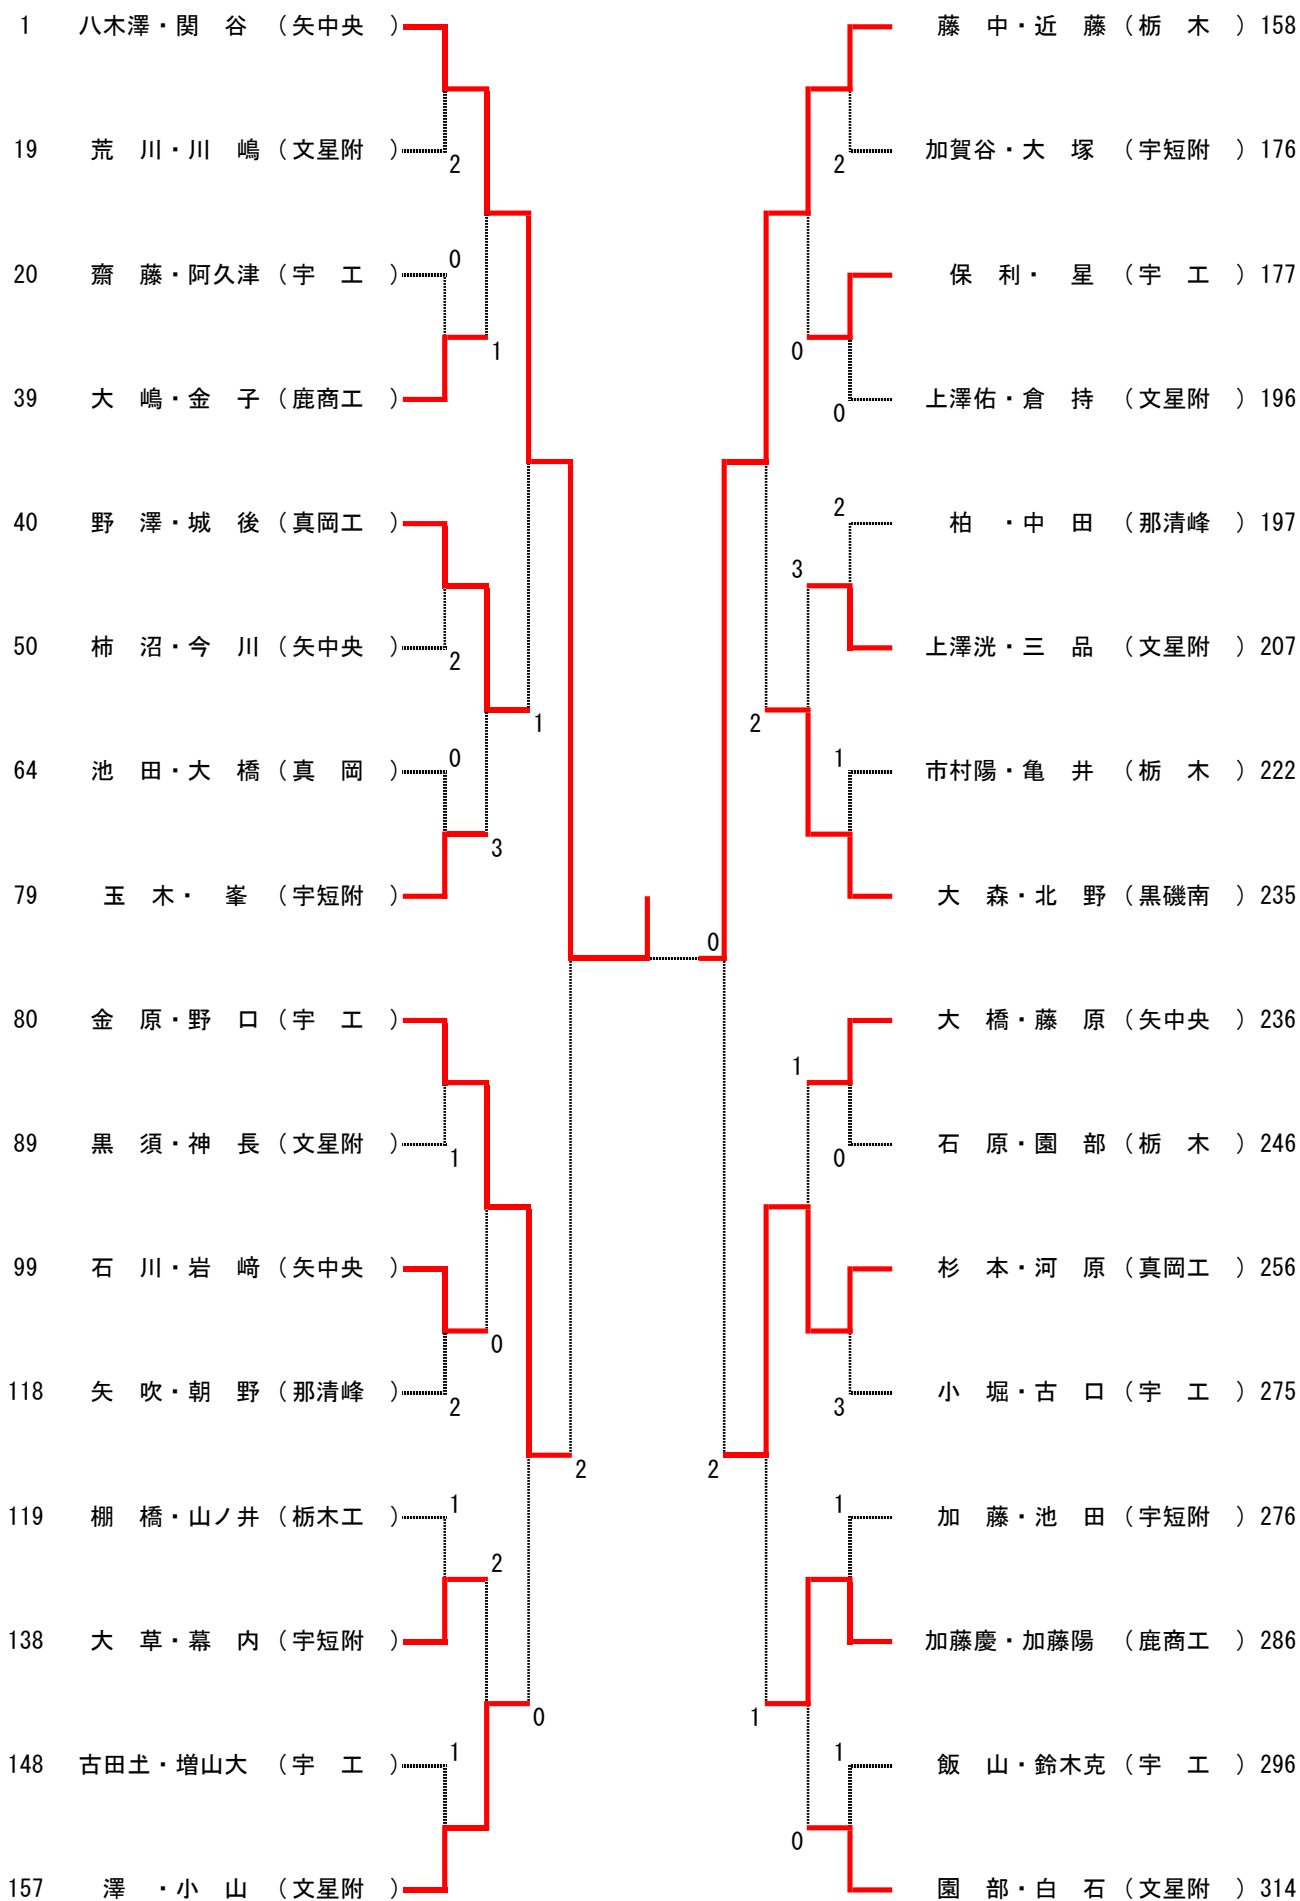 1 八木澤・関　谷 （矢中央 ） 藤　中・近　藤 （栃　木 ） 158
19 荒　川・川　嶋 （文星附 ） 2 2 加賀谷・大　塚 （宇短附 ） 176
20 齋　藤・阿久津 （宇　工 ） 0 保　利・　星 （宇　工 ） 177
1 0
39 大　嶋・金　子 （鹿商工 ） 0 上澤佑・倉　持 （文星附 ） 196
40 野　澤・城　後 （真岡工 ） 2 柏　・中　田 （那清峰 ） 197
3
50 柿　沼・今　川 （矢中央 ） 2 上澤洸・三　品 （文星附 ） 207
1 2
64 池　田・大　橋 （真　岡 ） 0 1 市村陽・亀　井 （栃　木 ） 222
3
79 玉　木・　峯 （宇短附 ） 大　森・北　野 （黒磯南 ） 235
0
80 金　原・野　口 （宇　工 ） 大　橋・藤　原 （矢中央 ） 236
1
89 黒　須・神　長 （文星附 ） 1 0 石　原・園　部 （栃　木 ） 246
99 石　川・岩　﨑 （矢中央 ） 杉　本・河　原 （真岡工 ） 256
0
118 矢　吹・朝　野 （那清峰 ） 2 3 小　堀・古　口 （宇　工 ） 275
2 2
119 棚　橋・山ノ井 （栃木工 ） 1 1 加　藤・池　田 （宇短附 ） 276
2
138 大　草・幕　内 （宇短附 ） 加藤慶・加藤陽 （鹿商工 ） 286
0 1
148 古田圡・増山大 （宇　工 ） 1 1 飯　山・鈴木克 （宇　工 ） 296
0
157 澤　・小　山 （文星附 ） 園　部・白　石 （文星附 ） 314